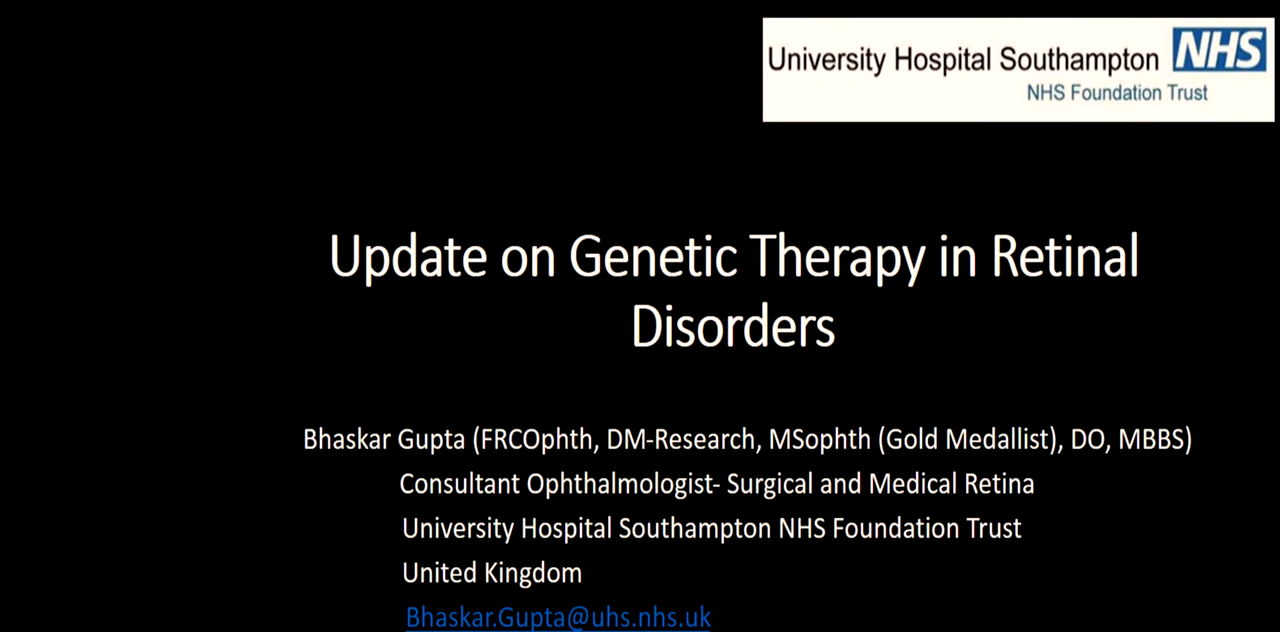 University Hospital Southampton NHS
NHS Foundation Trust
Update on Genetic Therapy in Retinal
Disorders
Bhaskar Gupta (FRCOphth, DM-Research, MSophth (Gold Medallist), DO, MBBS)
Consultant Ophthalmologist- Surgical and Medical Retina
University Hospital Southampton NHS Foundation Trust
United Kingdom
Bhaskar.Gupta@uhs.nhs.uk